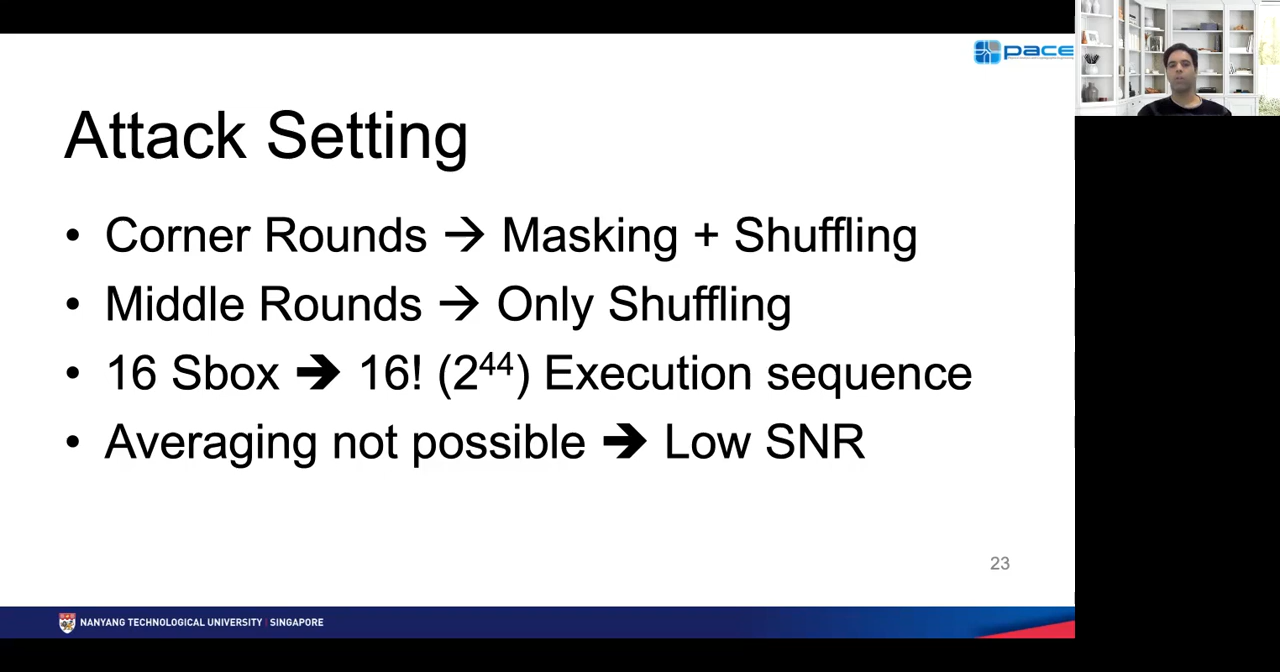 pace
Attack Setting
• Corner Rounds → Masking + Shuffling
• Middle Rounds → Only Shuffling
• 16 Sbox ➔ 16! (2⁴⁴) Execution sequence
• Averaging not possible ➔ Low SNR
23
NANYANG TECHNOLOGICAL UNIVERSITY | SINGAPORE